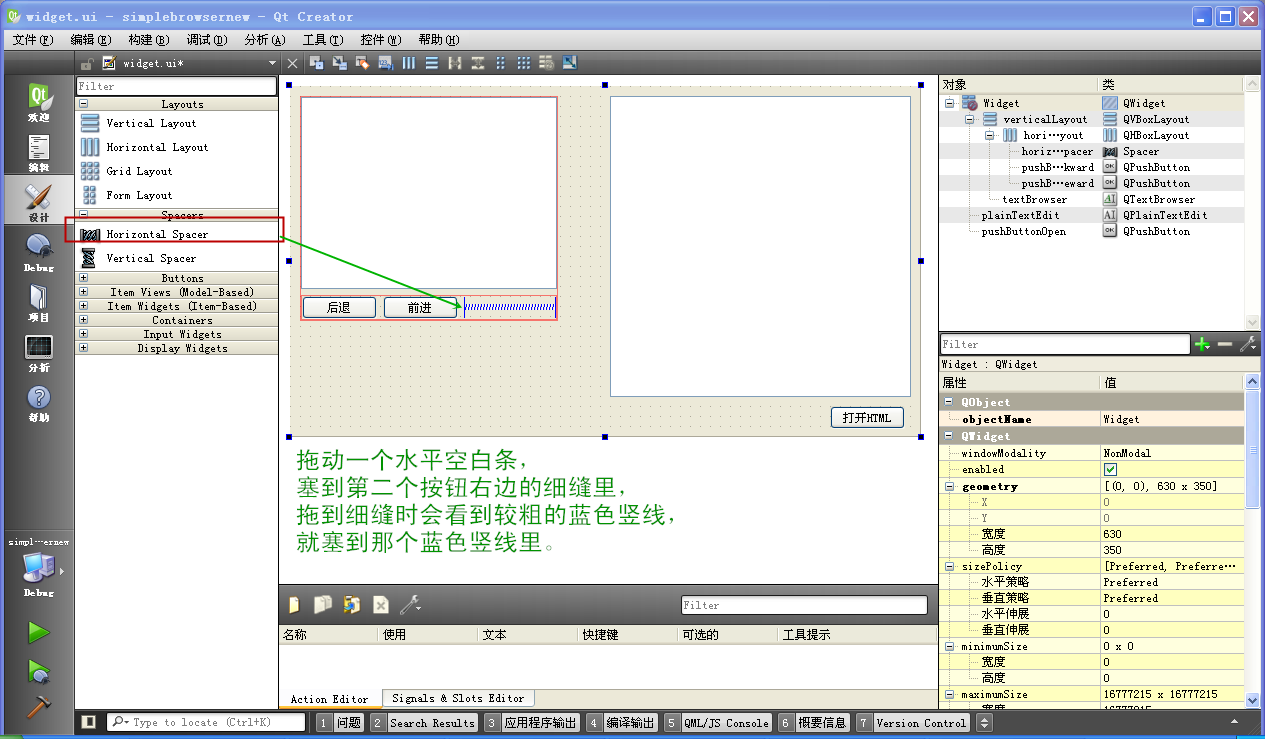 widget.ui - simplebrowsernew - Qt Creator
文件(F) 编辑(E) 构建(B) 调试(D) 分析(A) 工具(T) 控件(W) 帮助(H)
widget.ui*
欢迎
编辑
设计
Debug
项目
分析
帮助
simpl…ernew
Debug
Filter
Layouts
Vertical Layout
Horizontal Layout
Grid Layout
Form Layout
Spacers
Horizontal Spacer
Vertical Spacer
Buttons
Item Views (Model-Based)
Item Widgets (Item-Based)
Containers
Input Widgets
Display Widgets
后退 前进
打开HTML
拖动一个水平空白条，
塞到第二个按钮右边的细缝里，
拖到细缝时会看到较粗的蓝色竖线，
就塞到那个蓝色竖线里。
Filter
名称 使用 文本 快捷键 可选的 工具提示
Action Editor Signals & Slots Editor
对象 类
Widget QWidget
verticalLayout QVBoxLayout
hori…yout QHBoxLayout
horiz…pacer Spacer
pushB…kward QPushButton
pushB…eward QPushButton
textBrowser QTextBrowser
plainTextEdit QPlainTextEdit
pushButtonOpen QPushButton
Filter
Widget : QWidget
属性 值
QObject
objectName Widget
QWidget
windowModality NonModal
enabled
geometry [(0, 0), 630 x 350]
X 0
Y 0
宽度 630
高度 350
sizePolicy [Preferred, Preferre…
水平策略 Preferred
垂直策略 Preferred
水平伸展 0
垂直伸展 0
minimumSize 0 x 0
宽度 0
高度 0
maximumSize 16777215 x 16777215
宽度 16777215
Type to locate (Ctrl+K) 1 问题 2 Search Results 3 应用程序输出 4 编译输出 5 QML/JS Console 6 概要信息 7 Version Control